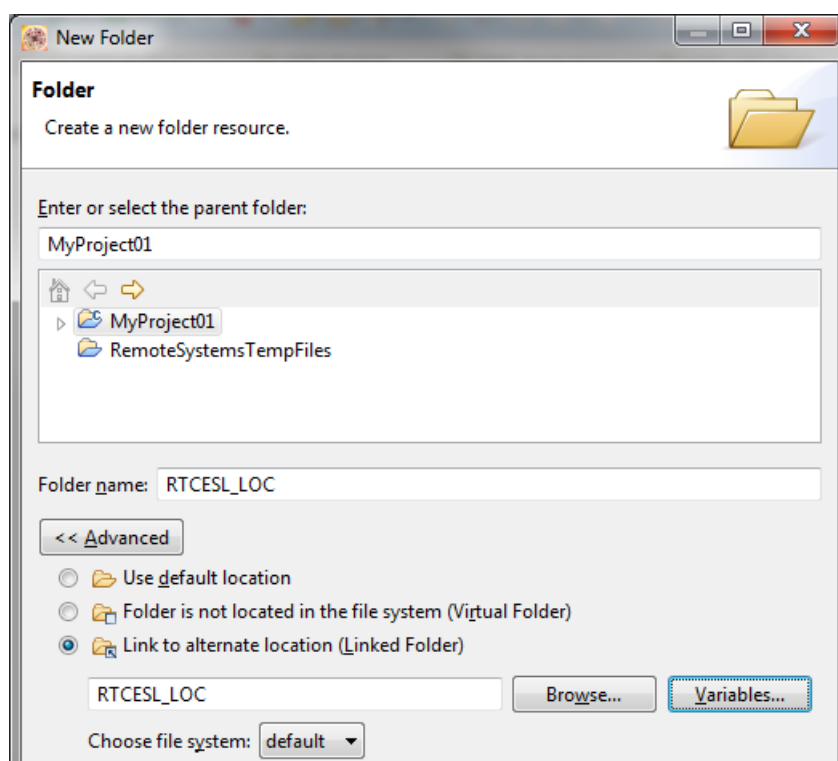 New Folder
Folder
Create a new folder resource.
Enter or select the parent folder:
MyProject01
MyProject01
RemoteSystemsTempFiles
Folder name: RTCESL_LOC
<< Advanced
Use default location
Folder is not located in the file system (Virtual Folder)
Link to alternate location (Linked Folder)
RTCESL_LOC Browse... Variables...
Choose file system: default